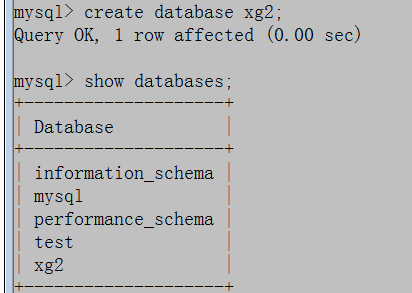 mysql> create database xg2;
Query OK, 1 row affected (0.00 sec)
mysql> show databases;
+--------------------+
| Database           |
+--------------------+
| information_schema |
| mysql              |
| performance_schema |
| test               |
| xg2                |
+--------------------+